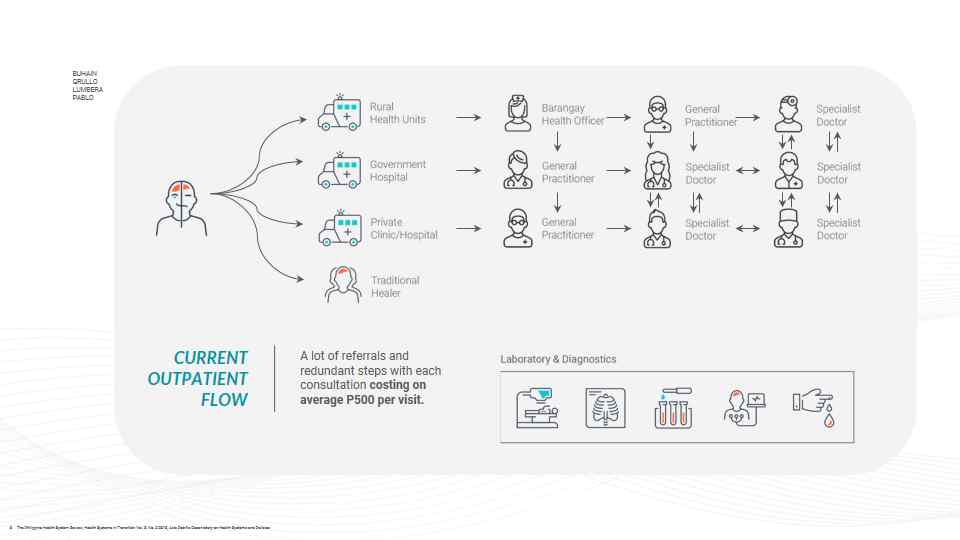 BUHAIN
QRULLO
LUMBERA
PABLO
Rural
Health Units
Barangay
Health Officer
General
Practitioner
Specialist
Doctor
Government
Hospital
General
Practitioner
Specialist
Doctor
Specialist
Doctor
Private
Clinic/Hospital
General
Practitioner
Specialist
Doctor
Specialist
Doctor
Traditional
Healer
CURRENT
OUTPATIENT
FLOW
A lot of referrals and
redundant steps with each
consultation costing on
average P500 per visit.
Laboratory & Diagnostics
The Philippine Health System Review, Health Systems in Transition Vol. 8, No. 2 2018, Asia Pacific Observatory on Health Systems and Policies